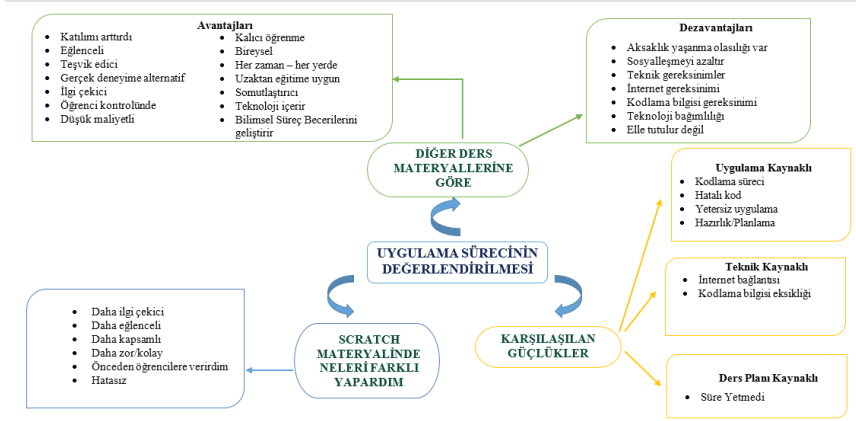 Avantajları
Katılımı arttırdı
Eğlenceli
Teşvik edici
Gerçek deneyime alternatif
İlgi çekici
Öğrenci kontrolünde
Düşük maliyetli
Kalıcı öğrenme
Bireysel
Her zaman – her yerde
Uzaktan eğitime uygun
Somutlaştırıcı
Teknoloji içerir
Bilimsel Süreç Becerilerini
geliştirir
Dezavantajları
Aksaklık yaşanma olasılığı var
Sosyalleşmeyi azaltır
Teknik gereksinimler
İnternet gereksinimi
Kodlama bilgisi gereksinimi
Teknoloji bağımlılığı
Elle tutulur değil
DİĞER DERS
MATERYALLERİNE
GÖRE
Uygulama Kaynaklı
Kodlama süreci
Hatalı kod
Yetersiz uygulama
Hazırlık/Planlama
UYGULAMA SÜRECİNİN
DEĞERLENDİRİLMESİ
Teknik Kaynaklı
İnternet bağlantısı
Kodlama bilgisi eksikliği
Daha ilgi çekici
Daha eğlenceli
Daha kapsamlı
Daha zor/kolay
Önceden öğrencilere verirdim
Hatasız
SCRATCH
MATERYALİNDE
NELERİ FARKLI
YAPARDIM
KARŞILAŞILAN
GÜÇLÜKLER
Ders Planı Kaynaklı
Süre Yetmedi